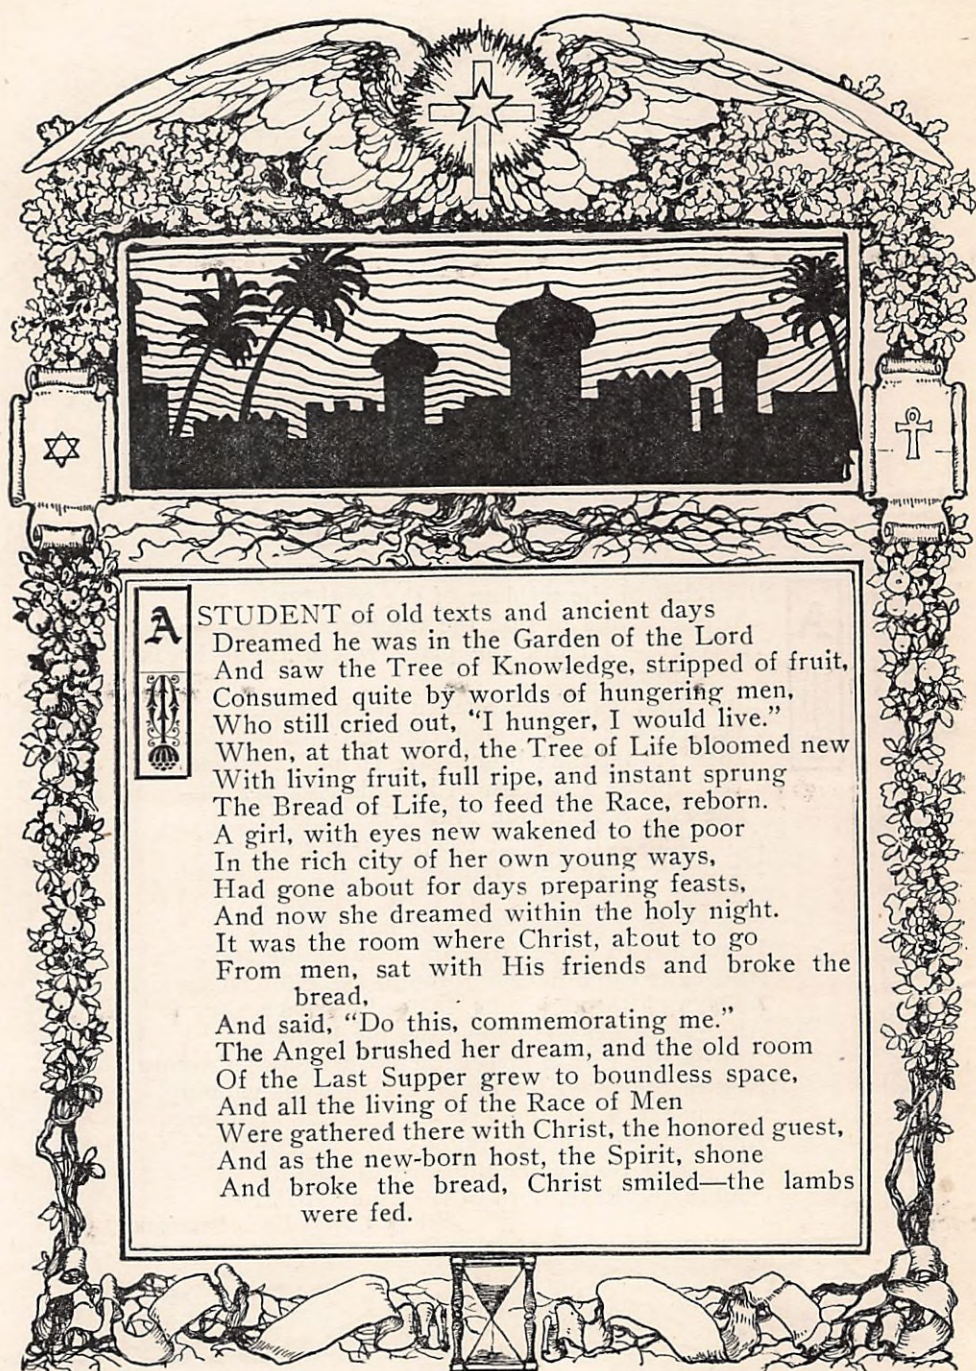 A STUDENT of old texts and ancient days
Dreamed he was in the Garden of the Lord
And saw the Tree of Knowledge, stripped of fruit,
Consumed quite by worlds of hungering men,
Who still cried out, “I hunger, I would live.”
When, at that word, the Tree of Life bloomed new
With living fruit, full ripe, and instant sprung
The Bread of Life, to feed the Race, reborn.
A girl, with eyes new wakened to the poor
In the rich city of her own young ways,
Had gone about for days preparing feasts,
And now she dreamed within the holy night.
It was the room where Christ, about to go
From men, sat with His friends and broke the
bread,
And said, “Do this, commemorating me.”
The Angel brushed her dream, and the old room
Of the Last Supper grew to boundless space,
And all the living of the Race of Men
Were gathered there with Christ, the honored guest,
And as the new-born host, the Spirit, shone
And broke the bread, Christ smiled—the lambs
were fed.